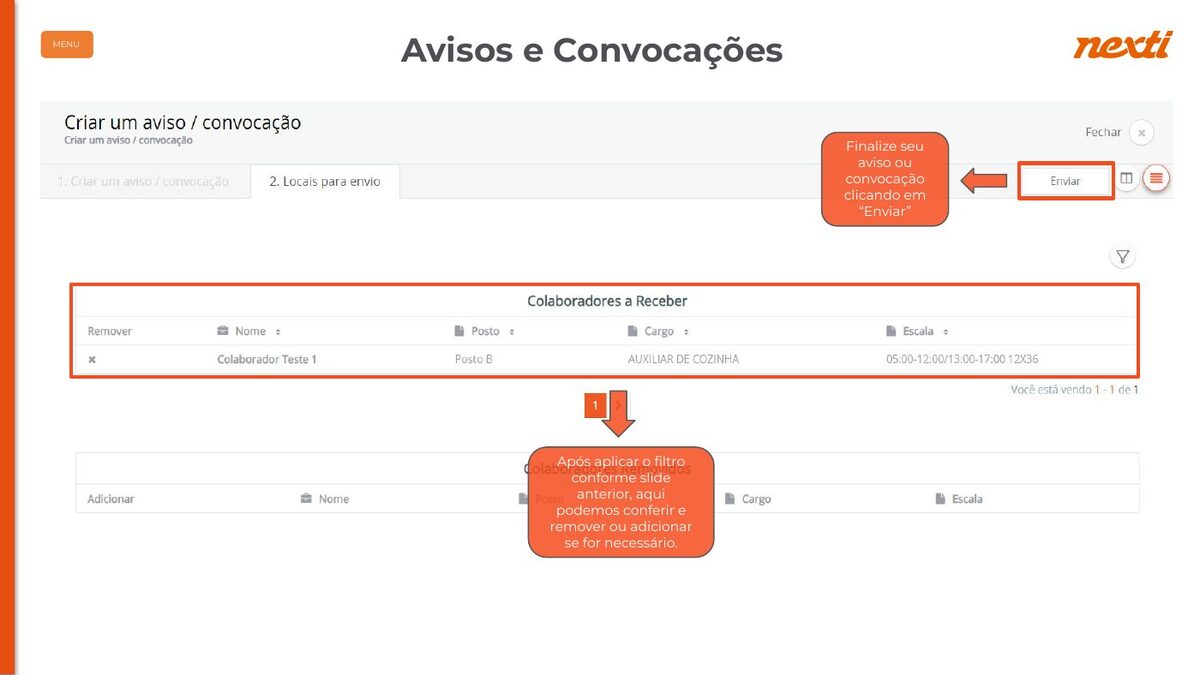 MENU
Avisos e Convocações
nexti
Criar um aviso / convocação
Criar um aviso / convocação
Fechar
1. Criar um aviso / convocação
2. Locais para envio
Finalize seu
aviso ou
convocação
clicando em
“Enviar”
Enviar
Colaboradores a Receber
Remover Nome Posto Cargo Escala
Colaborador Teste 1 Posto B AUXILIAR DE COZINHA 05:00-12:00/13:00-17:00 12X36
Você está vendo 1 - 1 de 1
1
Colaboradores Removidos
Adicionar Nome Posto Cargo Escala
Após aplicar o filtro
conforme slide
anterior, aqui
podemos conferir e
remover ou adicionar
se for necessário.